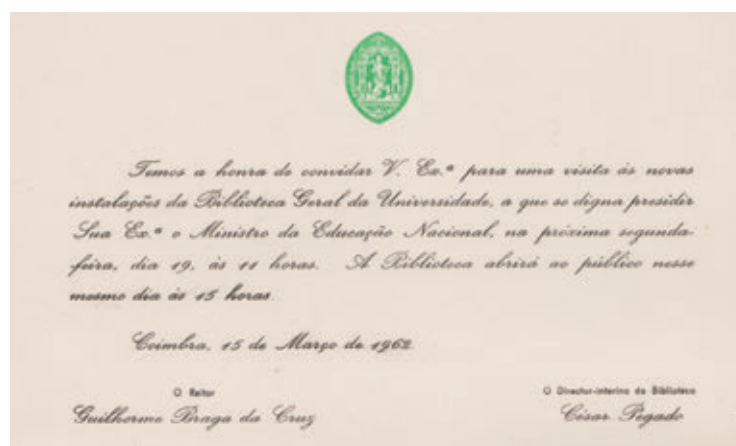 Temos a honra de convidar V. Ex.ª para uma visita às novas
instalações da Biblioteca Geral da Universidade, a que se digna presidir
Sua Ex.ª o Ministro da Educação Nacional, na próxima segunda-
feira, dia 19, às 11 horas. A Biblioteca abrirá ao público nesse
mesmo dia às 15 horas.
Coimbra, 15 de Março de 1962.
O Reitor
Guilherme Braga da Cruz
O Director-interino da Biblioteca
César Pegado